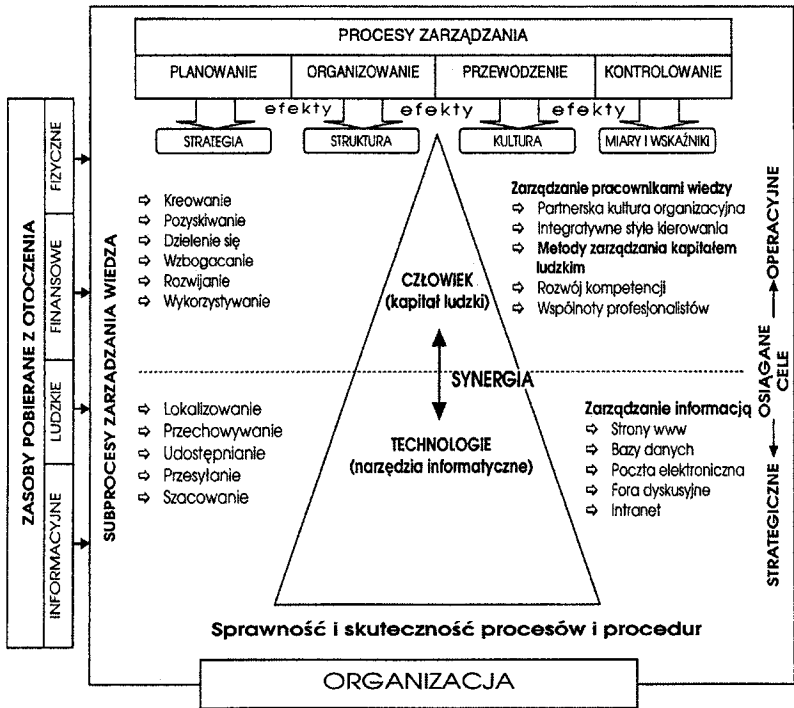 PROCESY ZARZĄDZANIA
PLANOWANIE
ORGANIZOWANIE
PRZEWODZENIE
KONTROLOWANIE
efekty
efekty
efekty
STRATEGIA
STRUKTURA
KULTURA
MIARY I WSKAŹNIKI
ZASOBY POBIERANE Z OTOCZENIA
FIZYCZNE
FINANSOWE
LUDZKIE
INFORMACYJNE
SUBPROCESY ZARZĄDZANIA WIEDZĄ
⇨ Kreowanie
⇨ Pozyskiwanie
⇨ Dzielenie się
⇨ Wzbogacanie
⇨ Rozwijanie
⇨ Wykorzystywanie
⇨ Lokalizowanie
⇨ Przechowywanie
⇨ Udostępnianie
⇨ Przesyłanie
⇨ Szacowanie
CZŁOWIEK
(kapitał ludzki)
SYNERGIA
TECHNOLOGIE
(narzędzia informatyczne)
Zarządzanie pracownikami wiedzy
⇨ Partnerska kultura organizacyjna
⇨ Integratywne style kierowania
⇨ Metody zarządzania kapitałem
ludzkim
⇨ Rozwój kompetencji
⇨ Wspólnoty profesjonalistów
Zarządzanie informacją
⇨ Strony www
⇨ Bazy danych
⇨ Poczta elektroniczna
⇨ Fora dyskusyjne
⇨ Intranet
OPERACYJNE
OSIĄGANE
CELE
STRATEGICZNE
Sprawność i skuteczność procesów i procedur
ORGANIZACJA